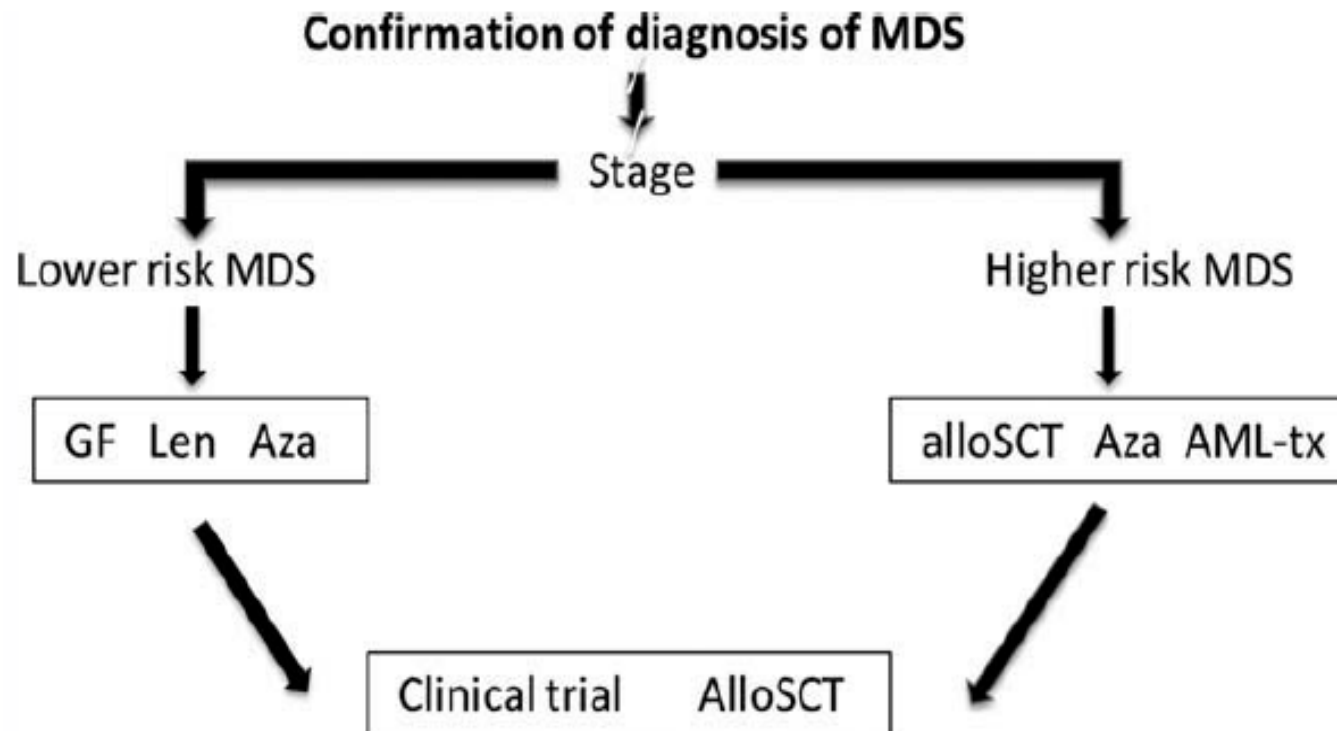 Confirmation of diagnosis of MDS
Stage
Lower risk MDS
Higher risk MDS
GF Len Aza
alloSCT Aza AML-tx
Clinical trial AlloSCT